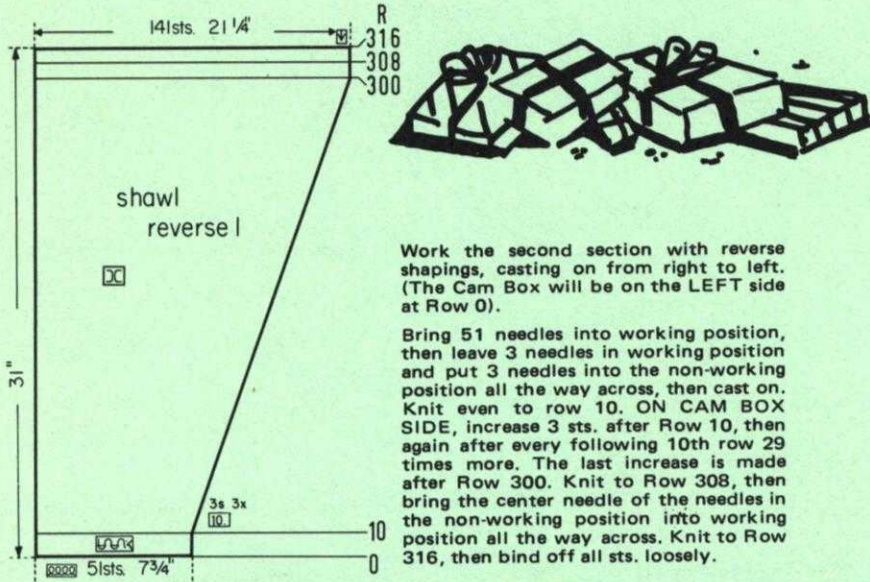 141sts. 21 1/4"
R
316
308
300
shawl
reverse 1
31"
3s 3x
10.
10
0
51sts. 7 3/4"
Work the second section with reverse
shapings, casting on from right to left.
(The Cam Box will be on the LEFT side
at Row 0).
Bring 51 needles into working position,
then leave 3 needles in working position
and put 3 needles into the non-working
position all the way across, then cast on.
Knit even to row 10. ON CAM BOX
SIDE, increase 3 sts. after Row 10, then
again after every following 10th row 29
times more. The last increase is made
after Row 300. Knit to Row 308, then
bring the center needle of the needles in
the non-working position into working
position all the way across. Knit to Row
316, then bind off all sts. loosely.